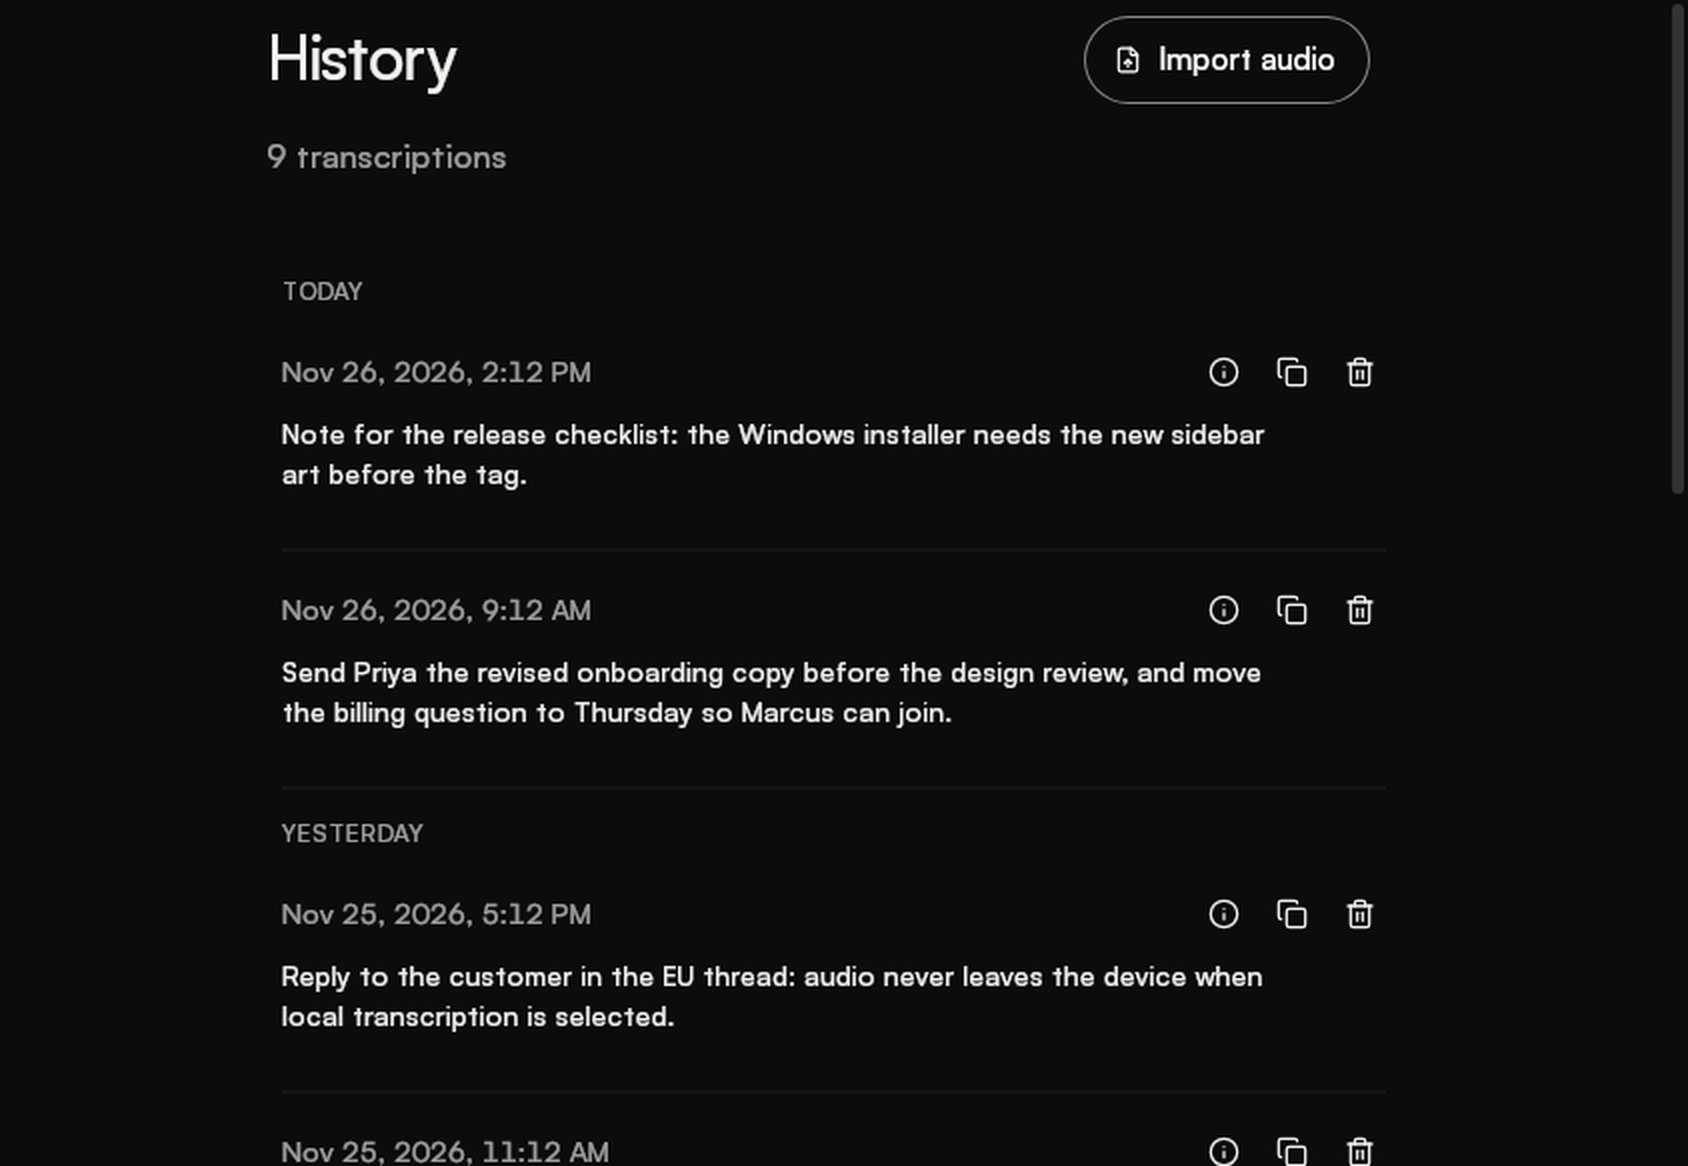 History
Import audio
9 transcriptions
TODAY
Nov 26, 2026, 2:12 PM
Note for the release checklist: the Windows installer needs the new sidebar
art before the tag.
Nov 26, 2026, 9:12 AM
Send Priya the revised onboarding copy before the design review, and move
the billing question to Thursday so Marcus can join.
YESTERDAY
Nov 25, 2026, 5:12 PM
Reply to the customer in the EU thread: audio never leaves the device when
local transcription is selected.
Nov 25, 2026, 11:12 AM